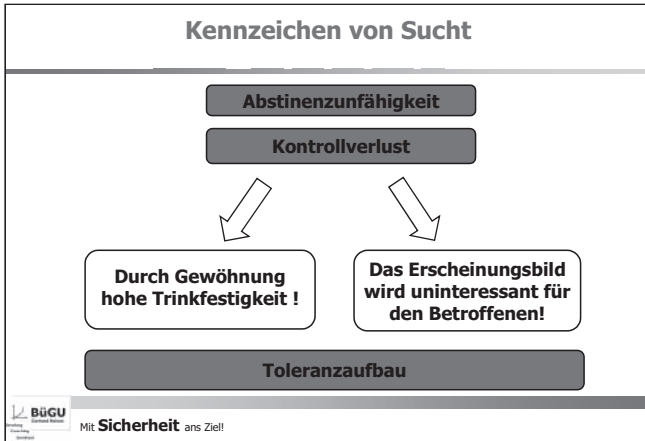 Kennzeichen von Sucht
Abstinenzunfähigkeit
Kontrollverlust
Durch Gewöhnung
hohe Trinkfestigkeit !
Das Erscheinungsbild
wird uninteressant für
den Betroffenen!
Toleranzaufbau
BüGU
Mit Sicherheit ans Ziel!